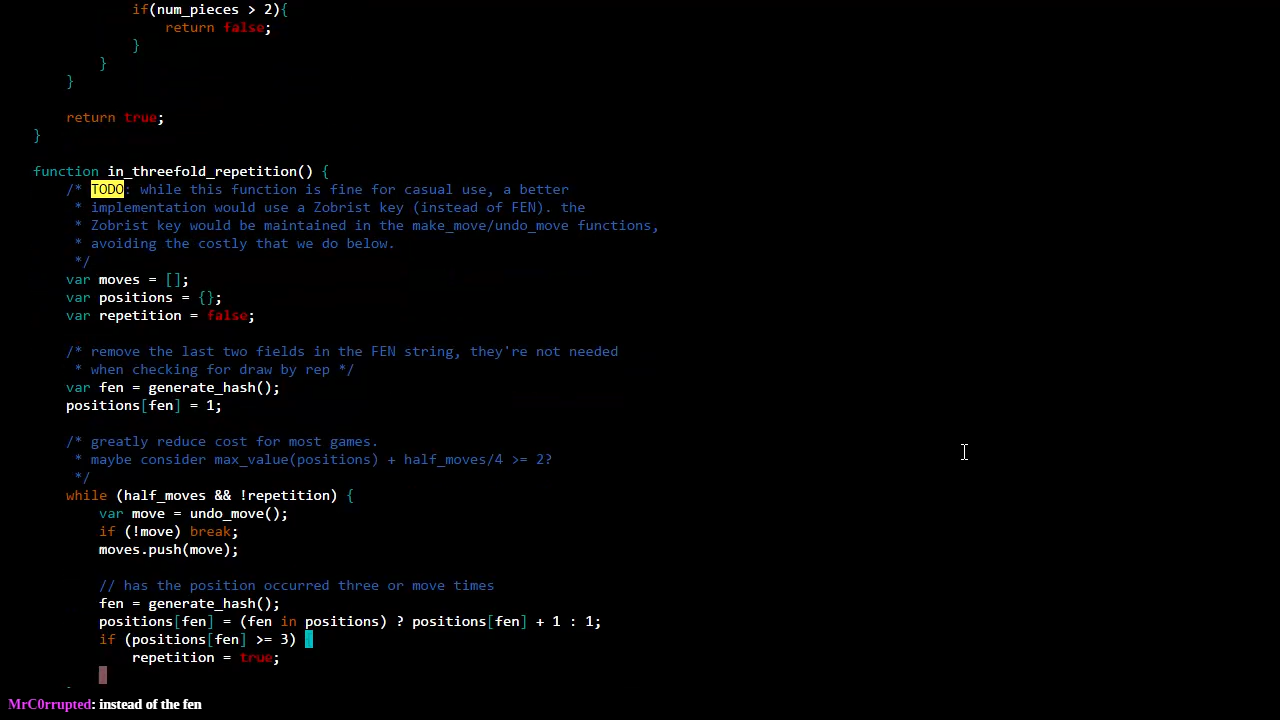 if(num_pieces > 2){
return false;
}
}
}
return true;
}
function in_threefold_repetition() {
/* TODO: while this function is fine for casual use, a better
* implementation would use a Zobrist key (instead of FEN). the
* Zobrist key would be maintained in the make_move/undo_move functions,
* avoiding the costly that we do below.
*/
var moves = [];
var positions = {};
var repetition = false;
/* remove the last two fields in the FEN string, they're not needed
* when checking for draw by rep */
var fen = generate_hash();
positions[fen] = 1;
/* greatly reduce cost for most games.
* maybe consider max_value(positions) + half_moves/4 >= 2?
*/
while (half_moves && !repetition) {
var move = undo_move();
if (!move) break;
moves.push(move);
// has the position occurred three or move times
fen = generate_hash();
positions[fen] = (fen in positions) ? positions[fen] + 1 : 1;
if (positions[fen] >= 3) {
repetition = true;
MrC0rrupted: instead of the fen